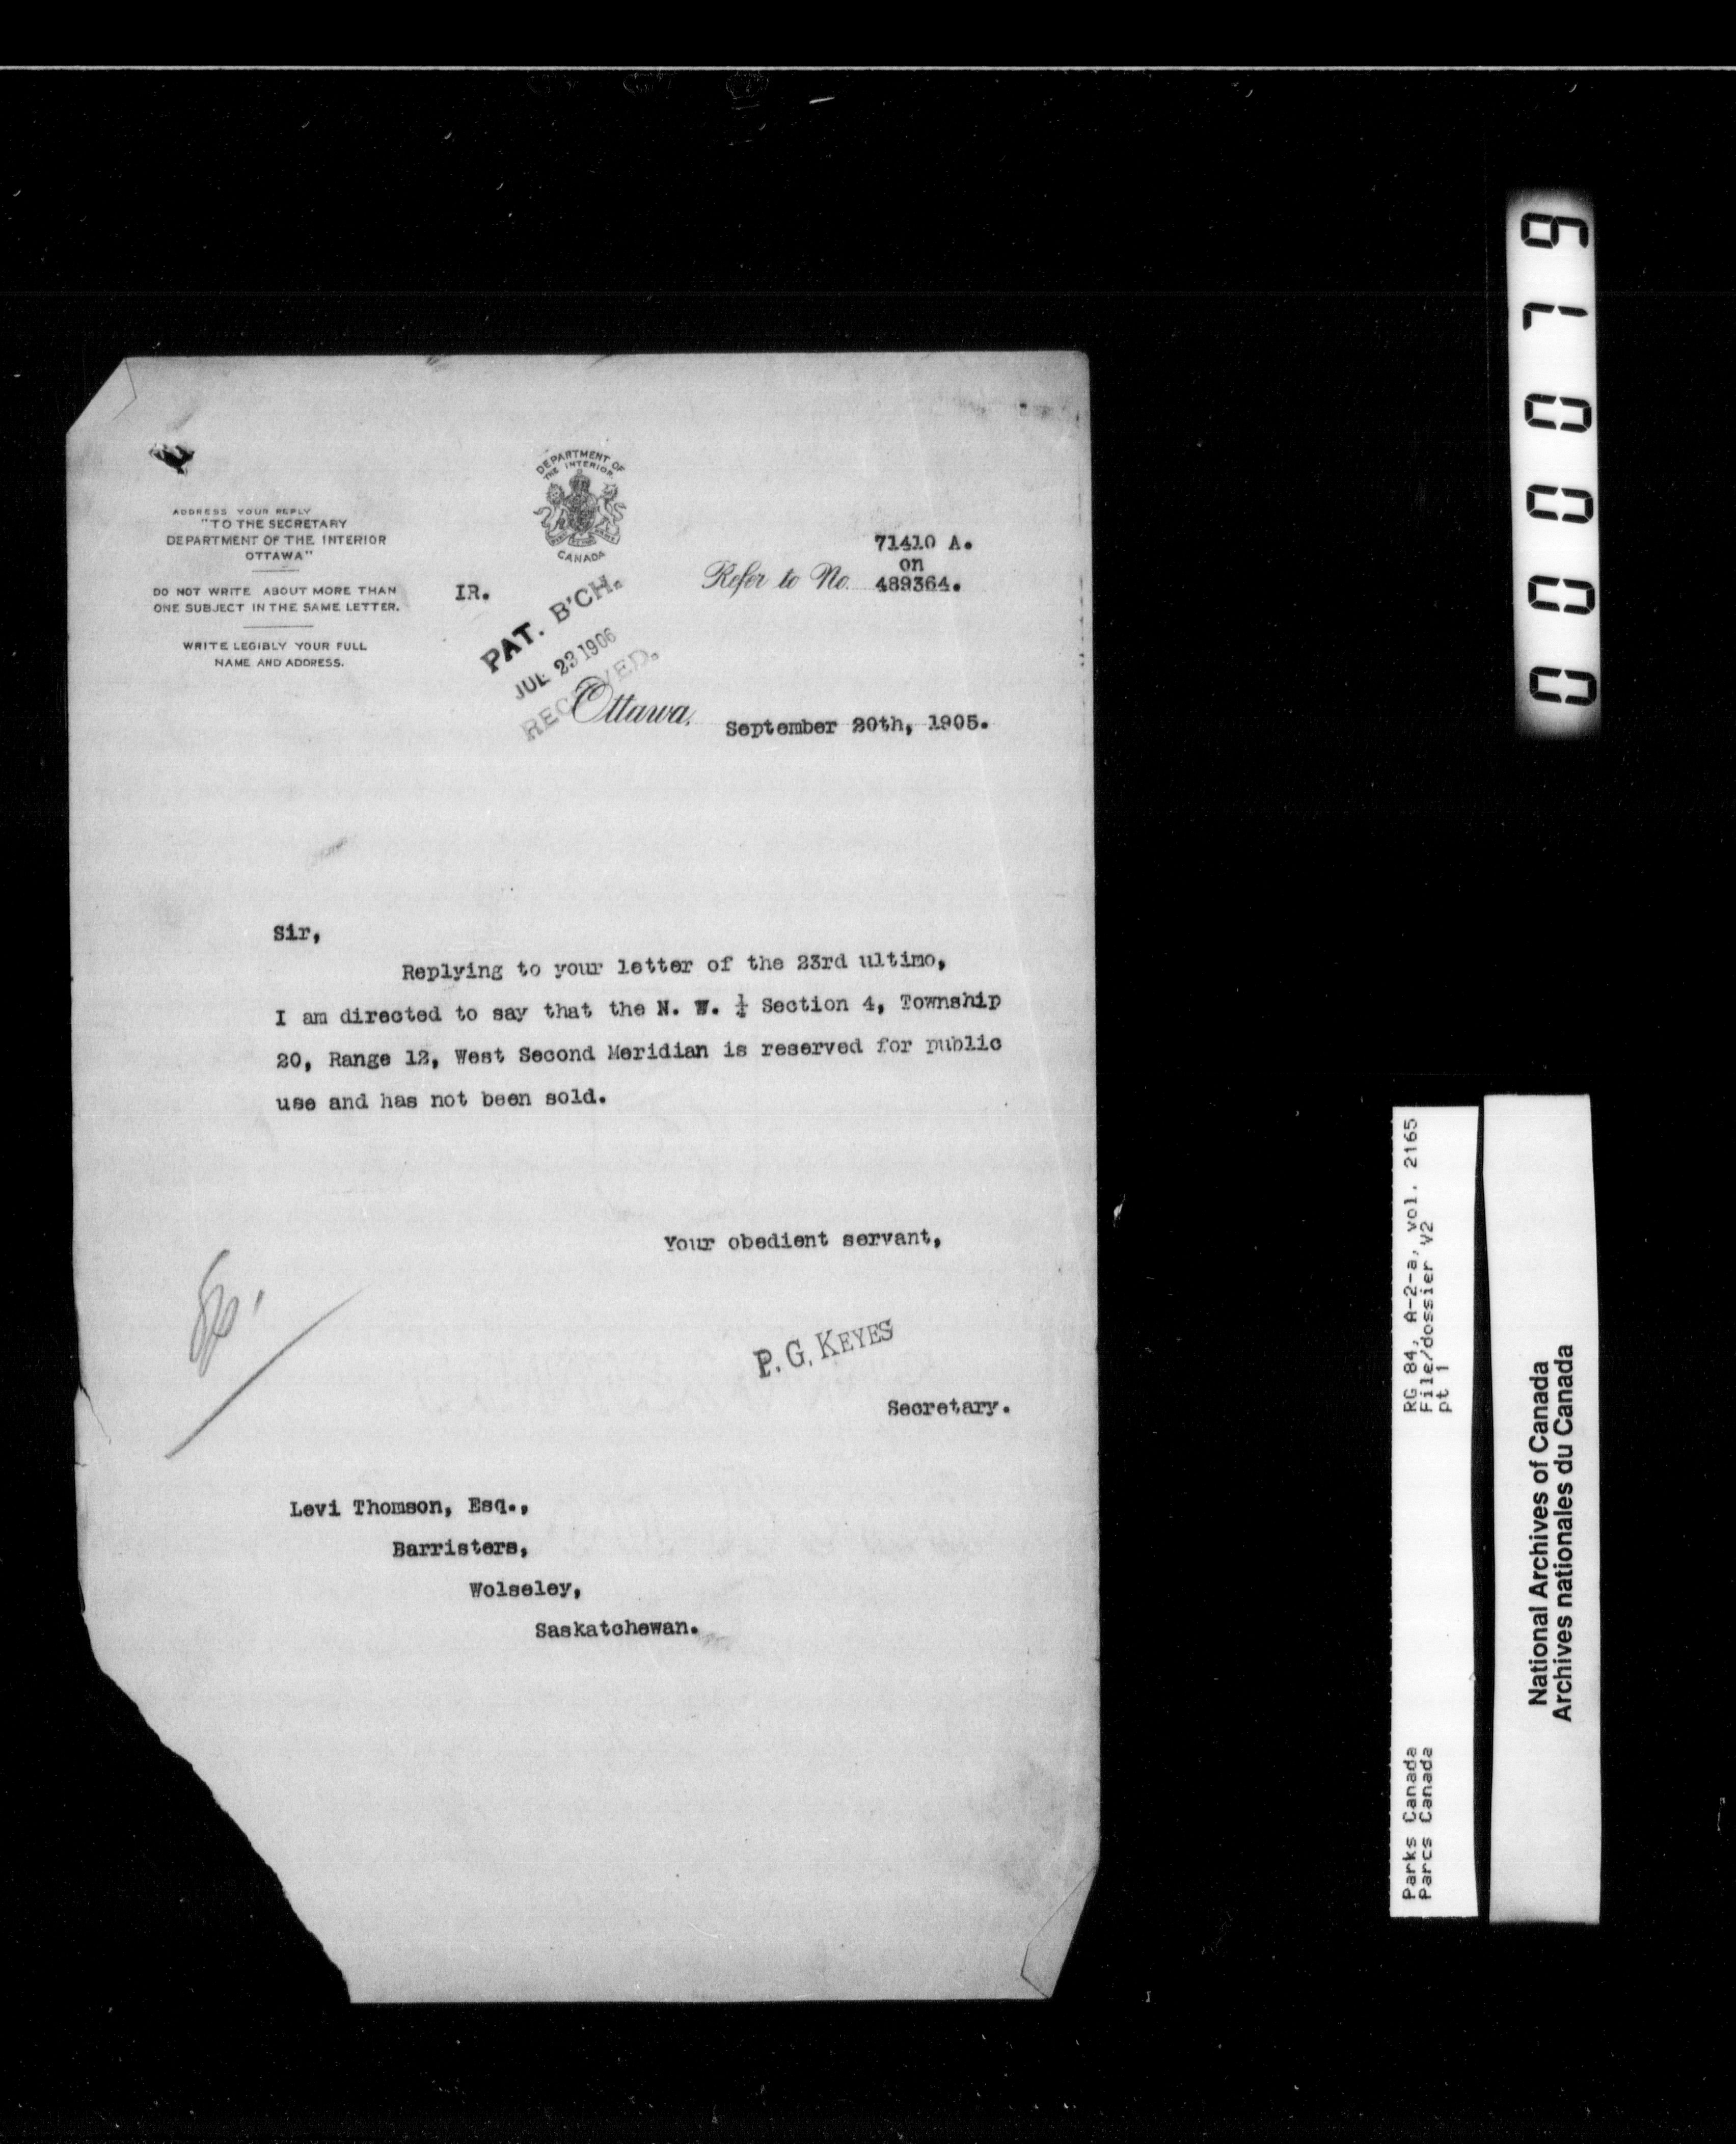 ADDRESS YOUR REPLY
"TO THE SECRETARY
DEPARTMENT OF THE INTERIOR
OTTAWA"
DO NOT WRITE ABOUT MORE THAN
ONE SUBJECT IN THE SAME LETTER.
WRITE LEGIBLY YOUR FULL
NAME AND ADDRESS.
DEPARTMENT OF
THE INTERIOR
CANADA
IR.
71410 A.
on
Refer to No. 489364.
PAT. B'CH.
JUL 23 1906
RECEIVED.
Ottawa, September 20th, 1905.
Sir,
Replying to your letter of the 23rd ultimo,
I am directed to say that the N. W. ¼ Section 4, Township
20, Range 12, West Second Meridian is reserved for public
use and has not been sold.
Your obedient servant,
P. G. KEYES
Secretary.
Levi Thomson, Esq.,
Barristers,
Wolseley,
Saskatchewan.
000079
RG 84, A-2-a, vol. 2165
File/dossier V2
pt 1
Parks Canada
Parcs Canada
National Archives of Canada
Archives nationales du Canada